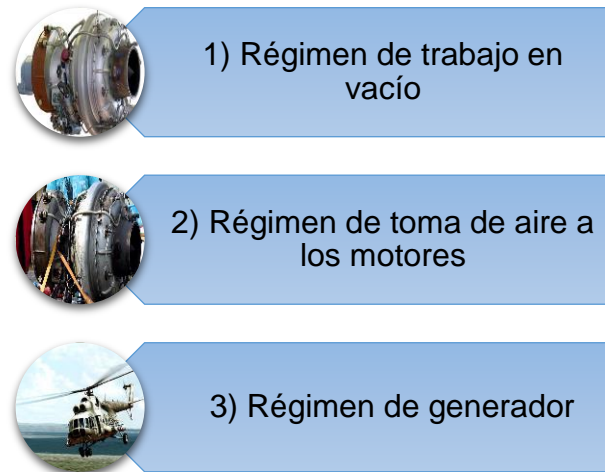 1) Régimen de trabajo en
vacío
2) Régimen de toma de aire a
los motores
3) Régimen de generador